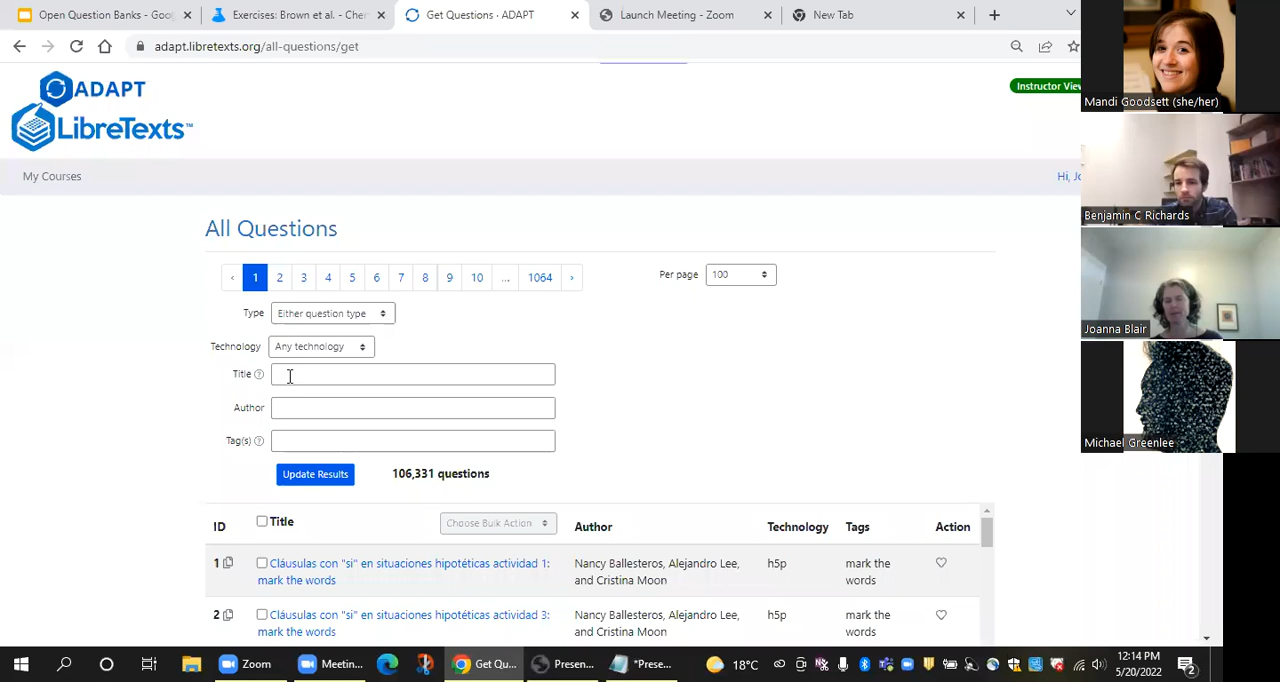 Open Question Banks - Goo
Exercises: Brown et al. - Chem
Get Questions · ADAPT
Launch Meeting - Zoom
New Tab
adapt.libretexts.org/all-questions/get
ADAPT
LibreTexts™
Instructor View
My Courses
Hi, Jo
All Questions
‹ 1 2 3 4 5 6 7 8 9 10 ... 1064 ›
Per page 100
Type Either question type
Technology Any technology
Title
Author
Tag(s)
Update Results 106,331 questions
ID Title Choose Bulk Action Author Technology Tags Action
1 Cláusulas con "si" en situaciones hipotéticas actividad 1: Nancy Ballesteros, Alejandro Lee, h5p mark the
mark the words and Cristina Moon words
2 Cláusulas con "si" en situaciones hipotéticas actividad 3: Nancy Ballesteros, Alejandro Lee, h5p mark the
mark the words and Cristina Moon words
Mandi Goodsett (she/her)
Benjamin C Richards
Joanna Blair
Michael Greenlee
Zoom
Meetin...
Get Qu...
Presen...
*Prese...
18°C
12:14 PM
5/20/2022
2